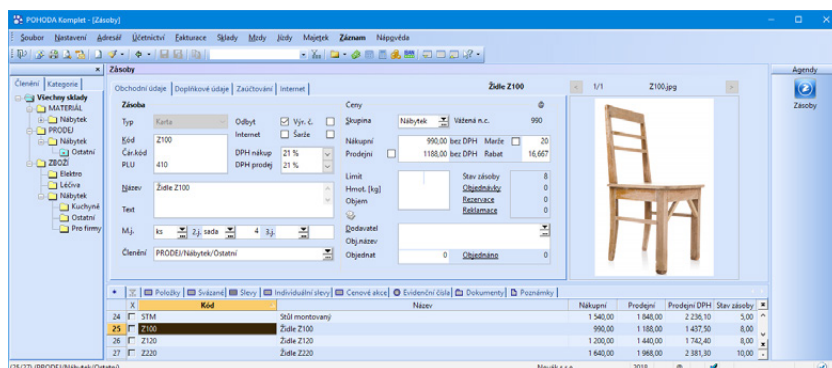 POHODA Komplet - [Zásoby]
Soubor Nastavení Adresář Účetnictví Fakturace Sklady Mzdy Jízdy Majetek Záznam Nápověda
Zásoby
Agendy
Zásoby
Členění Kategorie
Všechny sklady
MATERIÁL
Nábytek
PRODEJ
Nábytek
Ostatní
ZBOŽÍ
Elektro
Léčiva
Nábytek
Kuchyně
Ostatní
Pro firmy
Obchodní údaje Doplňkové údaje Zaúčtování Internet
Židle Z100
1/1 Z100.jpg
Zásoba
Typ Karta Odbyt Výr. č.
Internet Šarže
Kód Z100
Čár.kód DPH nákup 21 %
PLU 410 DPH prodej 21 %
Název Židle Z100
Text
M.j. ks 2.j. sada 4 3.j.
Členění PRODEJ/Nábytek/Ostatní
Ceny
Skupina Nábytek Vážená n.c. 990
Nákupní 990,00 bez DPH Marže 20
Prodejní 1188,00 bez DPH Rabat 16,667
Limit Stav zásoby 8
Hmot. [kg] Objednávky 0
Objem Rezervace 0
Reklamace 0
Dodavatel
Obj.název
Objednat 0 Objednáno 0
Položky Svázané Slevy Individuální slevy Cenové akce Evidenční čísla Dokumenty Poznámky
X Kód Název Nákupní Prodejní Prodejní DPH Stav zásoby
24 STM Stůl montovaný 1 540,00 1 848,00 2 236,10 5,00
25 Z100 Židle Z100 990,00 1 188,00 1 437,50 8,00
26 Z120 Židle Z120 1 200,00 1 440,00 1 742,40 8,00
27 Z220 Židle Z220 1 640,00 1 968,00 2 381,30 10,00
(25/27) (PRODEJ/Nábytek/Ostatní) Novák s.r.o. 2018